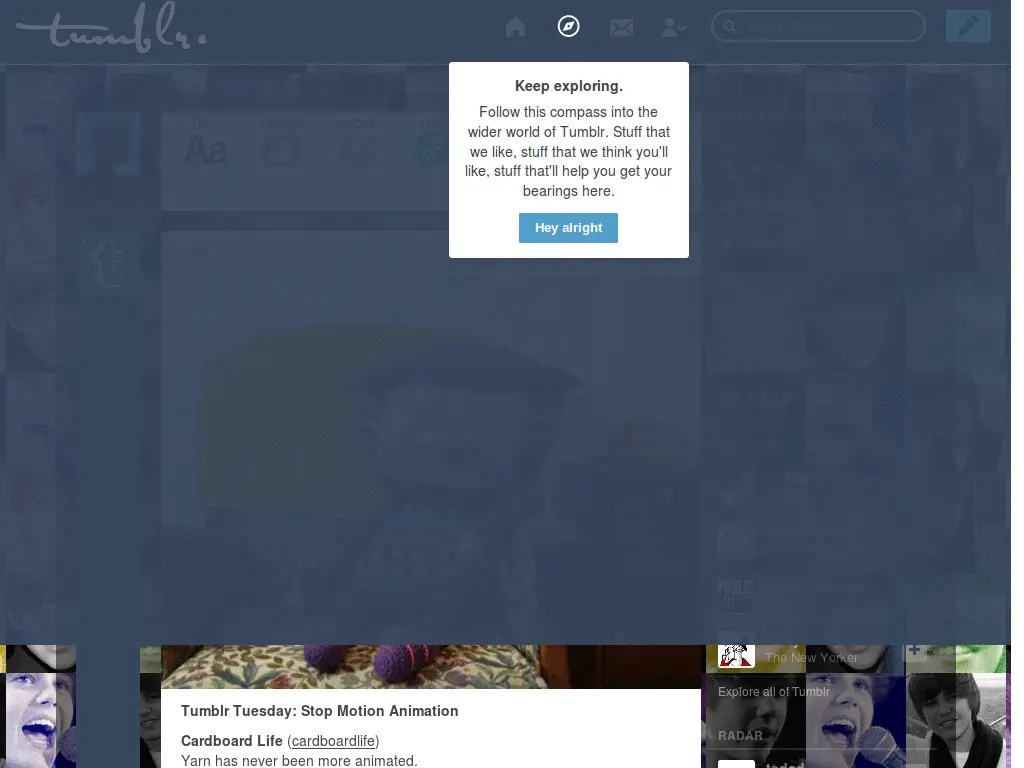 tumblr.
Keep exploring.
Follow this compass into the
wider world of Tumblr. Stuff that
we like, stuff that we think you'll
like, stuff that'll help you get your
bearings here.
Hey alright
Aa
t
PUBLIC
The New Yorker
Explore all of Tumblr
RADAR
Tumblr Tuesday: Stop Motion Animation
Cardboard Life (cardboardlife)
Yarn has never been more animated.